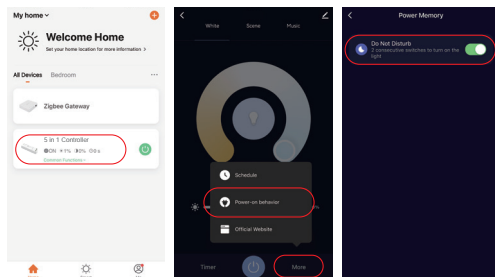 My home
Welcome Home
Set your home location for more information >
All Devices Bedroom
Zigbee Gateway
5 in 1 Controller
Common Functions >
White Scene Music
Schedule
Power-on behavior
Official Website
Timer
More
Power Memory
Do Not Disturb
2 consecutive switches to turn on the
light